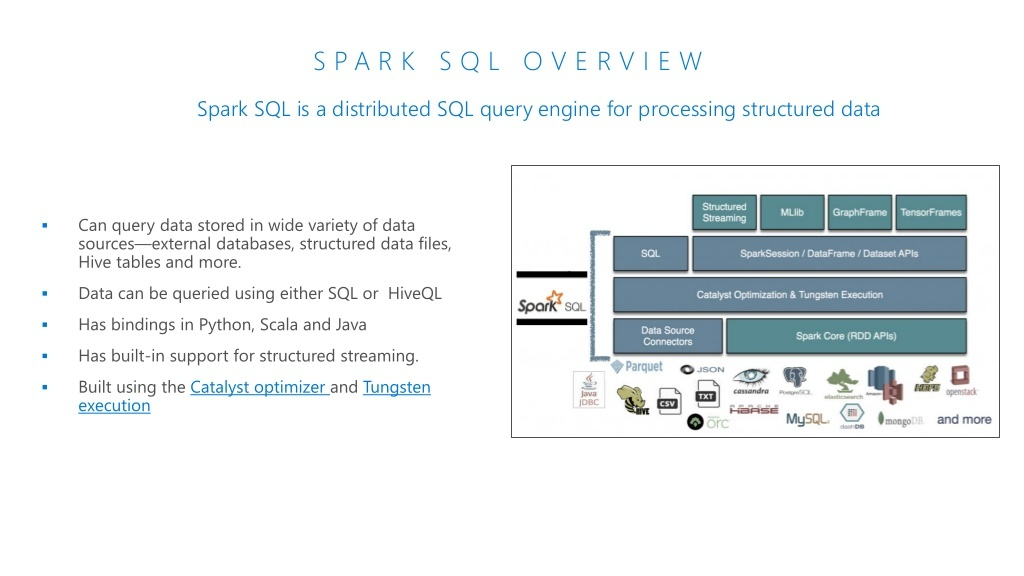 SPARK SQL OVERVIEW
Spark SQL is a distributed SQL query engine for processing structured data
▪ Can query data stored in wide variety of data
sources—external databases, structured data files,
Hive tables and more.
▪ Data can be queried using either SQL or  HiveQL
▪ Has bindings in Python, Scala and Java
▪ Has built-in support for structured streaming.
▪ Built using the Catalyst optimizer and Tungsten
execution
Structured
Streaming
MLlib
GraphFrame
TensorFrames
SQL
SparkSession / DataFrame / Dataset APIs
Spark SQL
Catalyst Optimization & Tungsten Execution
Data Source
Connectors
Spark Core (RDD APIs)
Parquet
JSON
Java
JDBC
HIVE
CSV
TXT
cassandra
PostgreSQL
elasticsearch
Amazon
openstack
APACHE
HBASE
orc
MySQL
dashDB
mongoDB
and more